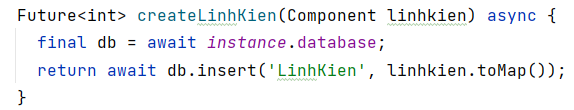 Future<int> createLinhKien(Component linhkien) async {
  final db = await instance.database;
  return await db.insert('LinhKien', linhkien.toMap());
}